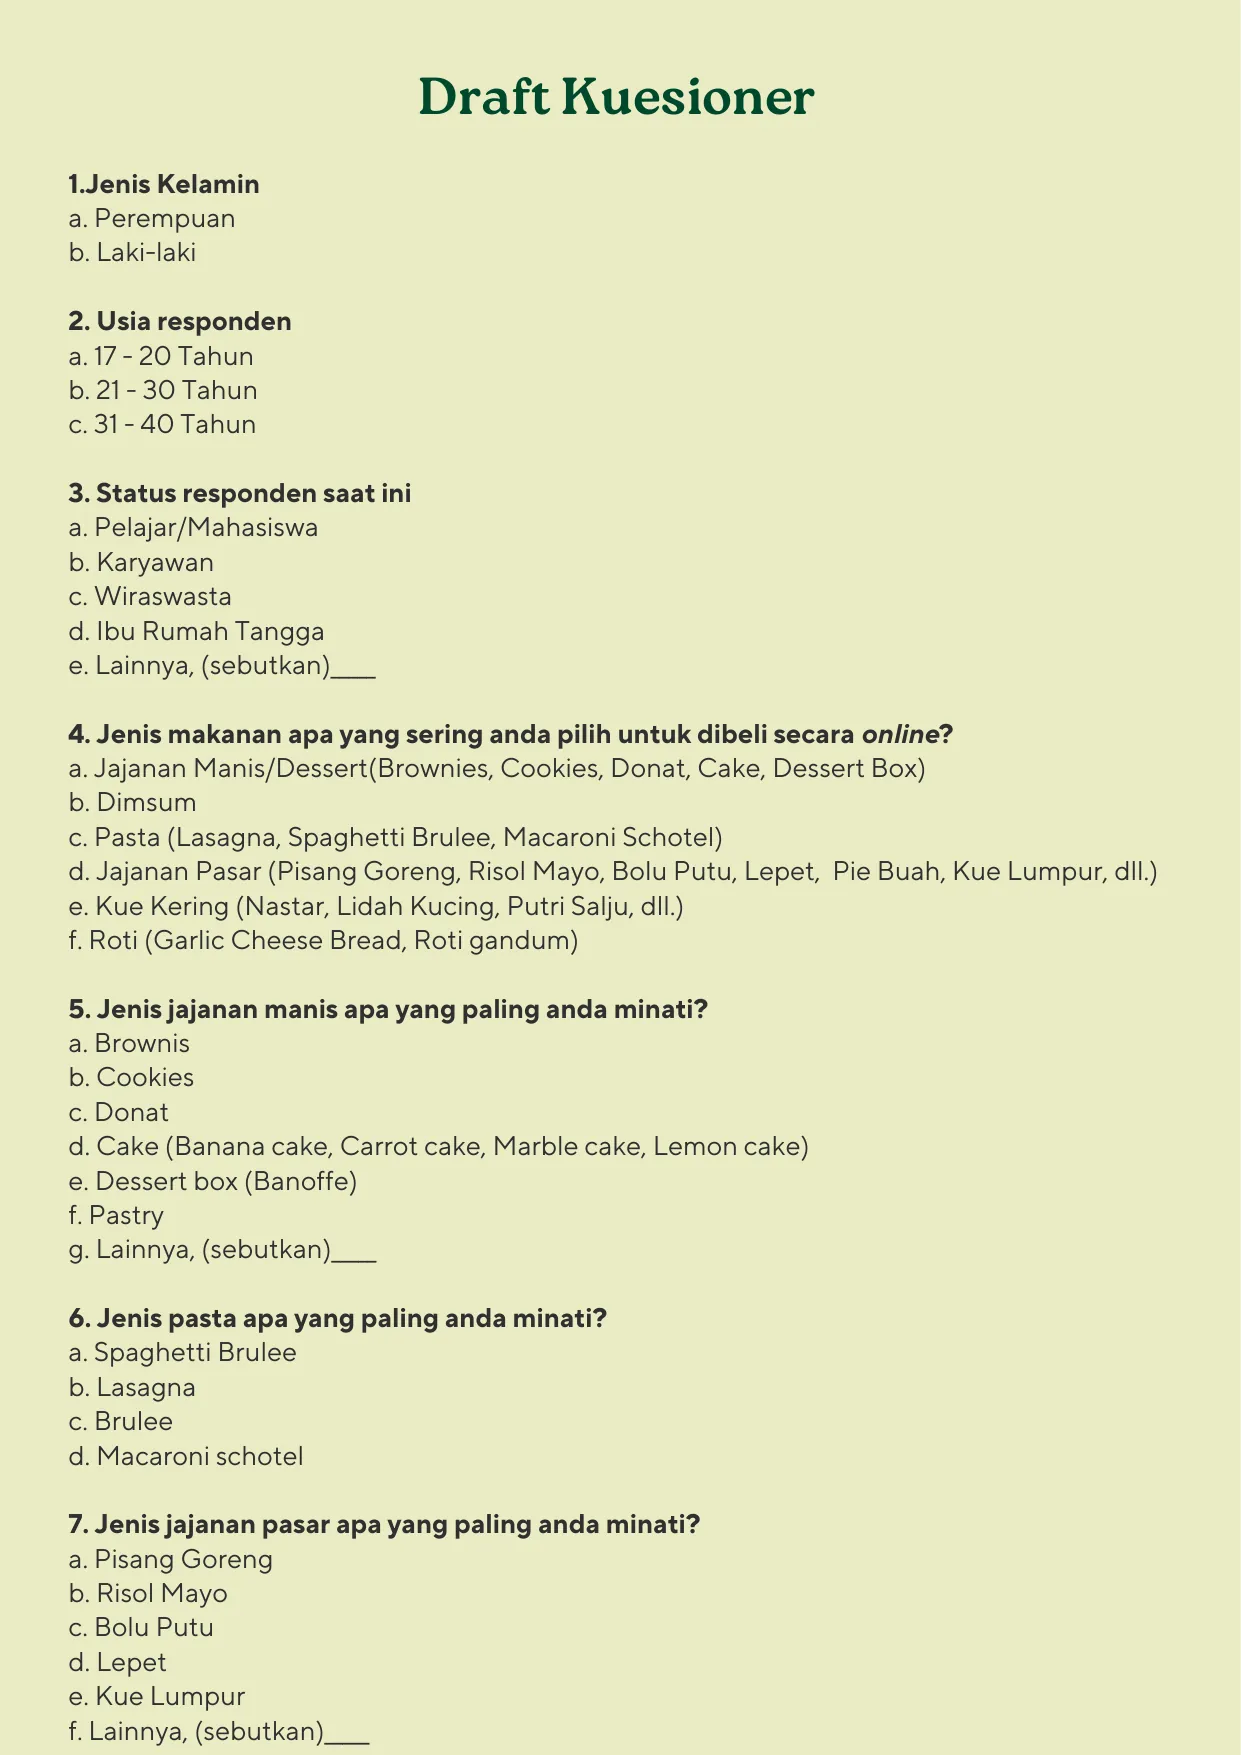 Draft Kuesioner
1.Jenis Kelamin
a. Perempuan
b. Laki-laki
2. Usia responden
a. 17 - 20 Tahun
b. 21 - 30 Tahun
c. 31 - 40 Tahun
3. Status responden saat ini
a. Pelajar/Mahasiswa
b. Karyawan
c. Wiraswasta
d. Ibu Rumah Tangga
e. Lainnya, (sebutkan)____
4. Jenis makanan apa yang sering anda pilih untuk dibeli secara online?
a. Jajanan Manis/Dessert(Brownies, Cookies, Donat, Cake, Dessert Box)
b. Dimsum
c. Pasta (Lasagna, Spaghetti Brulee, Macaroni Schotel)
d. Jajanan Pasar (Pisang Goreng, Risol Mayo, Bolu Putu, Lepet,  Pie Buah, Kue Lumpur, dll.)
e. Kue Kering (Nastar, Lidah Kucing, Putri Salju, dll.)
f. Roti (Garlic Cheese Bread, Roti gandum)
5. Jenis jajanan manis apa yang paling anda minati?
a. Brownis
b. Cookies
c. Donat
d. Cake (Banana cake, Carrot cake, Marble cake, Lemon cake)
e. Dessert box (Banoffe)
f. Pastry
g. Lainnya, (sebutkan)____
6. Jenis pasta apa yang paling anda minati?
a. Spaghetti Brulee
b. Lasagna
c. Brulee
d. Macaroni schotel
7. Jenis jajanan pasar apa yang paling anda minati?
a. Pisang Goreng
b. Risol Mayo
c. Bolu Putu
d. Lepet
e. Kue Lumpur
f. Lainnya, (sebutkan)____